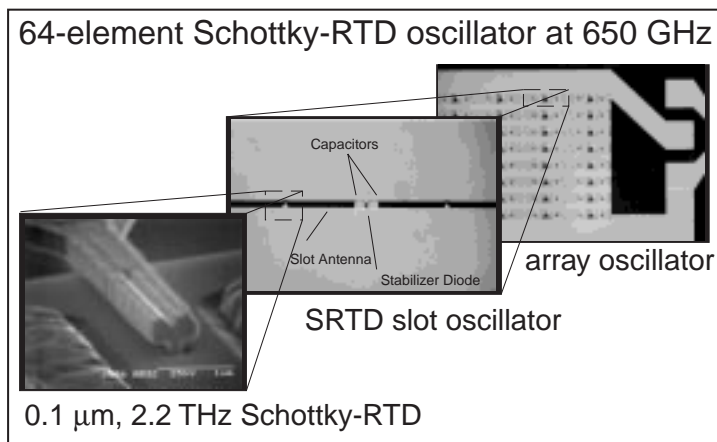 64-element Schottky-RTD oscillator at 650 GHz
Capacitors
Slot Antenna
Stabilizer Diode
array oscillator
SRTD slot oscillator
0.1 μm, 2.2 THz Schottky-RTD